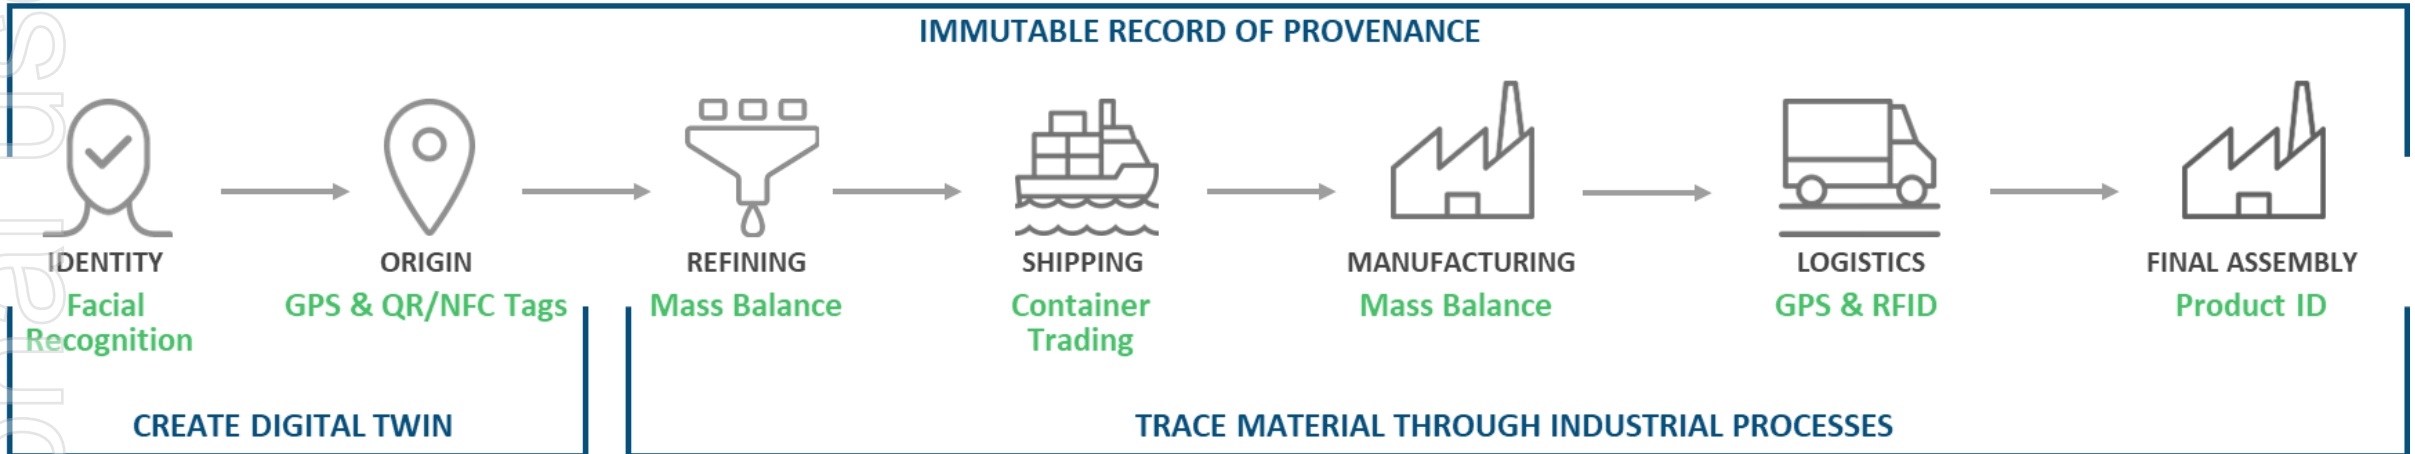 IMMUTABLE RECORD OF PROVENANCE
IDENTITY
Facial
Recognition
ORIGIN
GPS & QR/NFC Tags
REFINING
Mass Balance
SHIPPING
Container
Trading
MANUFACTURING
Mass Balance
LOGISTICS
GPS & RFID
FINAL ASSEMBLY
Product ID
CREATE DIGITAL TWIN
TRACE MATERIAL THROUGH INDUSTRIAL PROCESSES